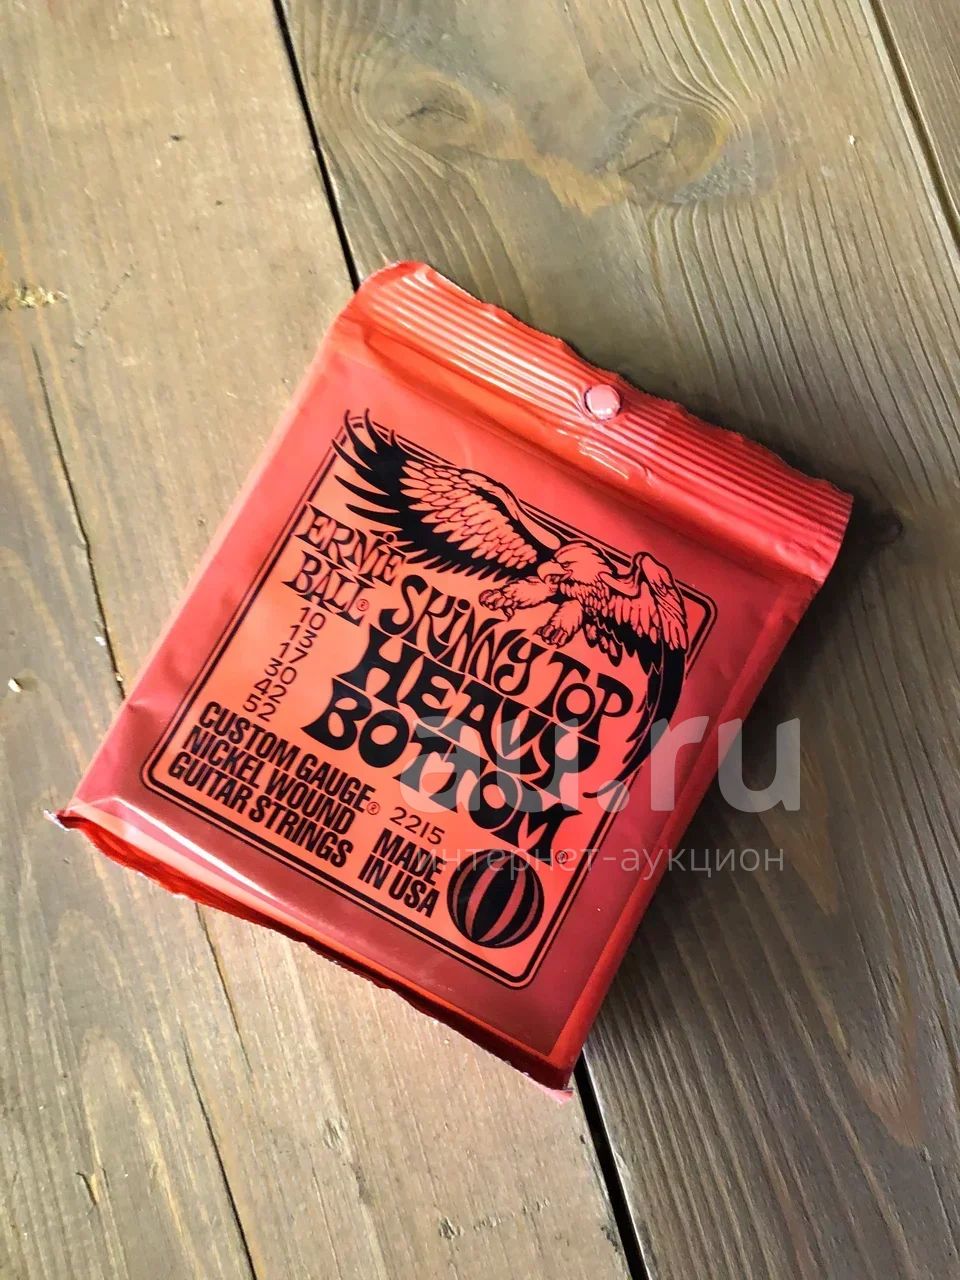 ERNIE
BALL®
SKINNY TOP
HEAVY
BOTTOM®
10
13
17
30
42
52
CUSTOM GAUGE®
NICKEL WOUND
GUITAR STRINGS
2215
MADE
IN USA
au.ru
интернет-аукцион